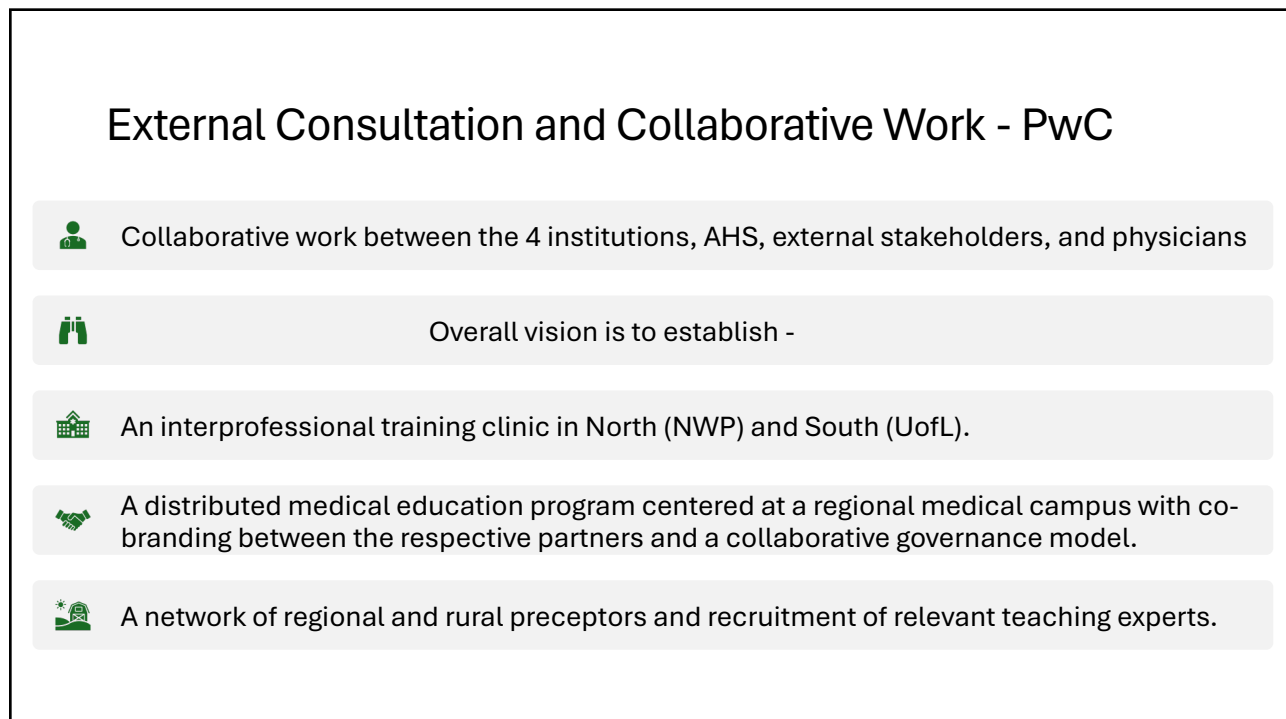 External Consultation and Collaborative Work - PwC
Collaborative work between the 4 institutions, AHS, external stakeholders, and physicians
Overall vision is to establish -
An interprofessional training clinic in North (NWP) and South (UofL).
A distributed medical education program centered at a regional medical campus with co-
branding between the respective partners and a collaborative governance model.
A network of regional and rural preceptors and recruitment of relevant teaching experts.